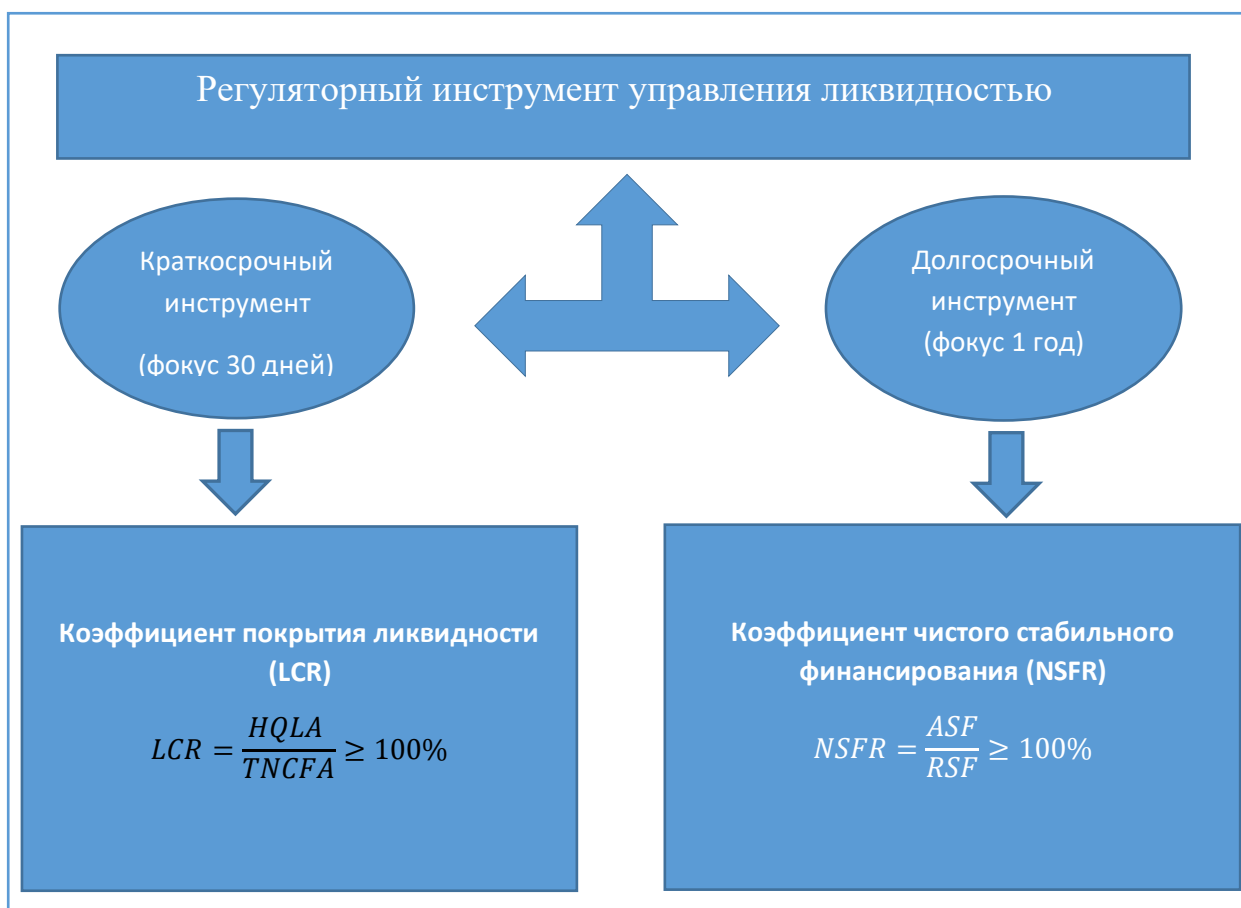 Регуляторный инструмент управления ликвидностью
Краткосрочный
инструмент
(фокус 30 дней)
Долгосрочный
инструмент
(фокус 1 год)
Коэффициент покрытия ликвидности
(LCR)
LCR = HQLA / TNCFA ≥ 100%
Коэффициент чистого стабильного
финансирования (NSFR)
NSFR = ASF / RSF ≥ 100%